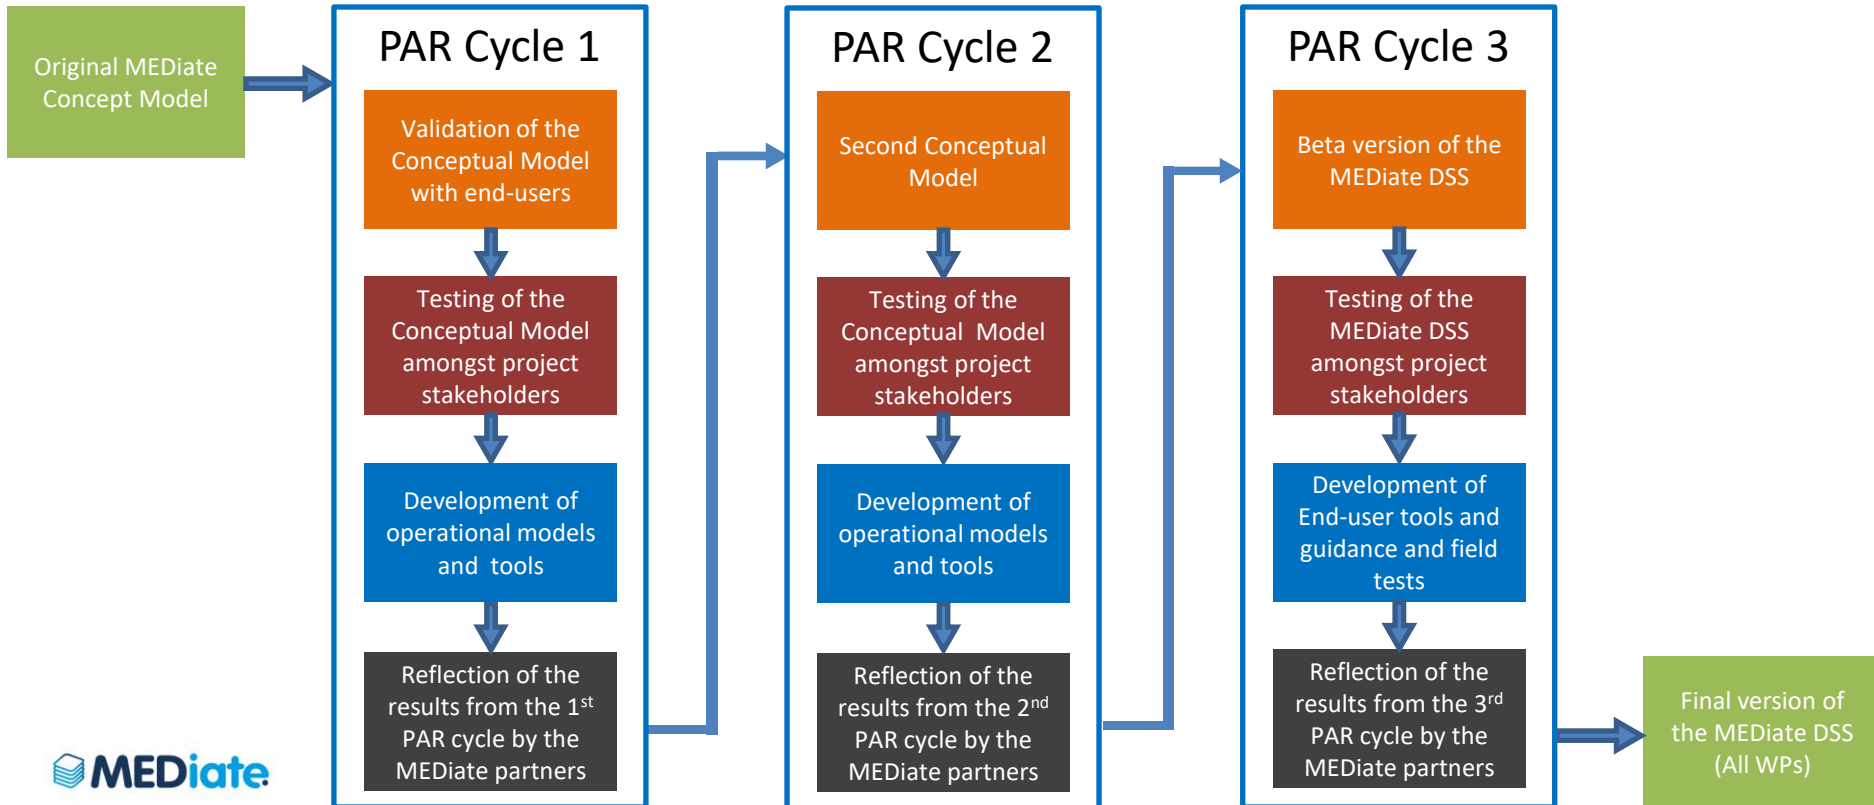 Original MEDiate
Concept Model
PAR Cycle 1
Validation of the
Conceptual Model
with end-users
Testing of the
Conceptual Model
amongst project
stakeholders
Development of
operational models
and  tools
Reflection of the
results from the 1st
PAR cycle by the
MEDiate partners
PAR Cycle 2
Second Conceptual
Model
Testing of the
Conceptual  Model
amongst project
stakeholders
Development of
operational models
and tools
Reflection of the
results from the 2nd
PAR cycle by the
MEDiate partners
PAR Cycle 3
Beta version of the
MEDiate DSS
Testing of the
MEDiate DSS
amongst project
stakeholders
Development of
End-user tools and
guidance and field
tests
Reflection of the
results from the 3rd
PAR cycle by the
MEDiate partners
Final version of
the MEDiate DSS
(All WPs)
MEDiate